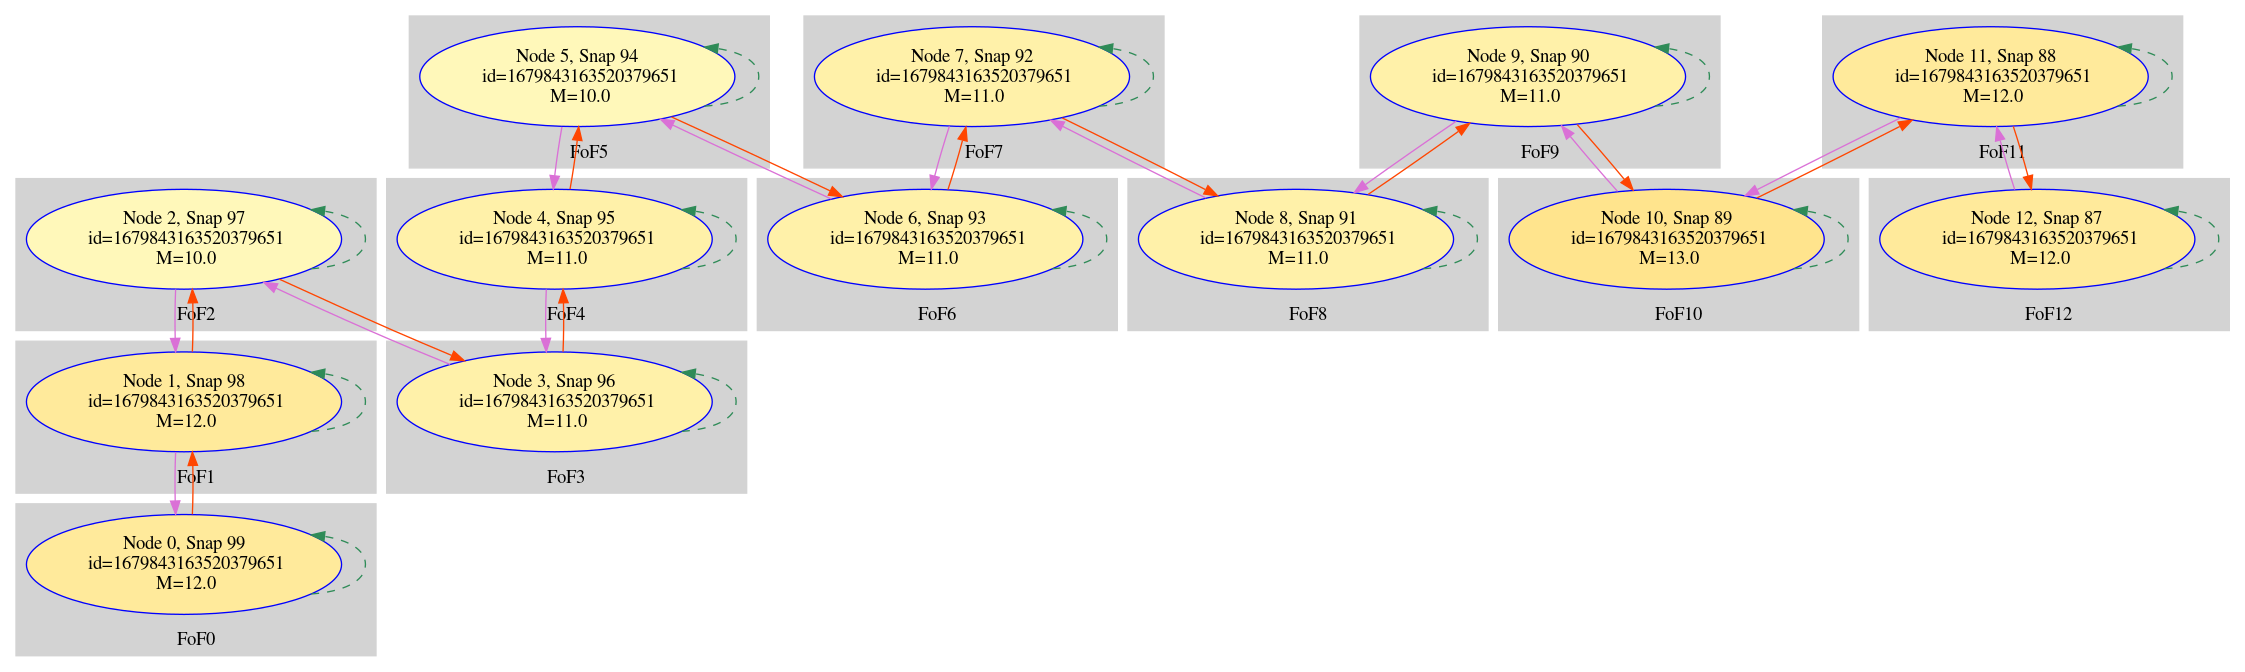 Node 5, Snap 94
id=1679843163520379651
M=10.0
FoF5
Node 7, Snap 92
id=1679843163520379651
M=11.0
FoF7
Node 9, Snap 90
id=1679843163520379651
M=11.0
FoF9
Node 11, Snap 88
id=1679843163520379651
M=12.0
FoF11
Node 2, Snap 97
id=1679843163520379651
M=10.0
FoF2
Node 4, Snap 95
id=1679843163520379651
M=11.0
FoF4
Node 6, Snap 93
id=1679843163520379651
M=11.0
FoF6
Node 8, Snap 91
id=1679843163520379651
M=11.0
FoF8
Node 10, Snap 89
id=1679843163520379651
M=13.0
FoF10
Node 12, Snap 87
id=1679843163520379651
M=12.0
FoF12
Node 1, Snap 98
id=1679843163520379651
M=12.0
FoF1
Node 3, Snap 96
id=1679843163520379651
M=11.0
FoF3
Node 0, Snap 99
id=1679843163520379651
M=12.0
FoF0